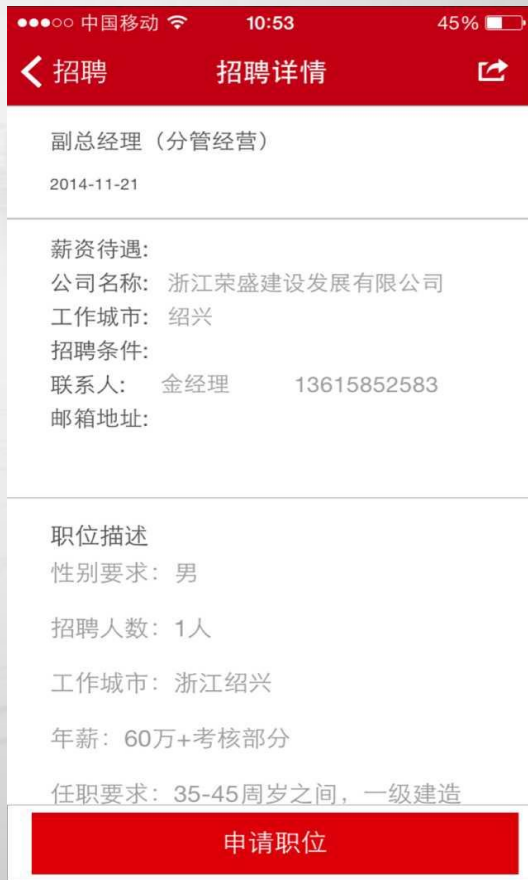 中国移动 10:53 45%
招聘 招聘详情
副总经理（分管经营）
2014-11-21
薪资待遇:
公司名称: 浙江荣盛建设发展有限公司
工作城市: 绍兴
招聘条件:
联系人: 金经理 13615852583
邮箱地址:
职位描述
性别要求：男
招聘人数：1人
工作城市：浙江绍兴
年薪：60万+考核部分
任职要求：35-45周岁之间，一级建造
申请职位